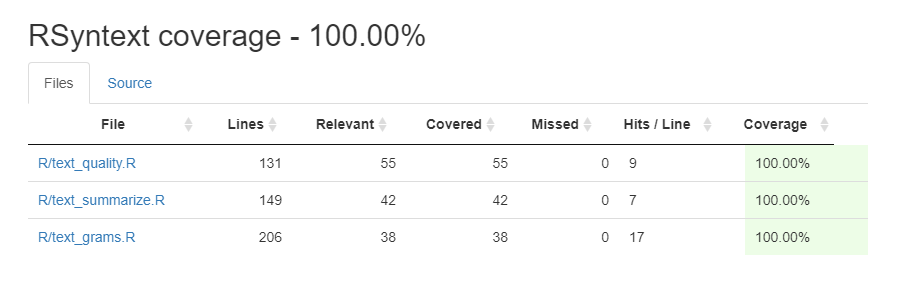 RSyntext coverage - 100.00%
Files Source
File Lines Relevant Covered Missed Hits / Line Coverage
R/text_quality.R 131 55 55 0 9 100.00%
R/text_summarize.R 149 42 42 0 7 100.00%
R/text_grams.R 206 38 38 0 17 100.00%